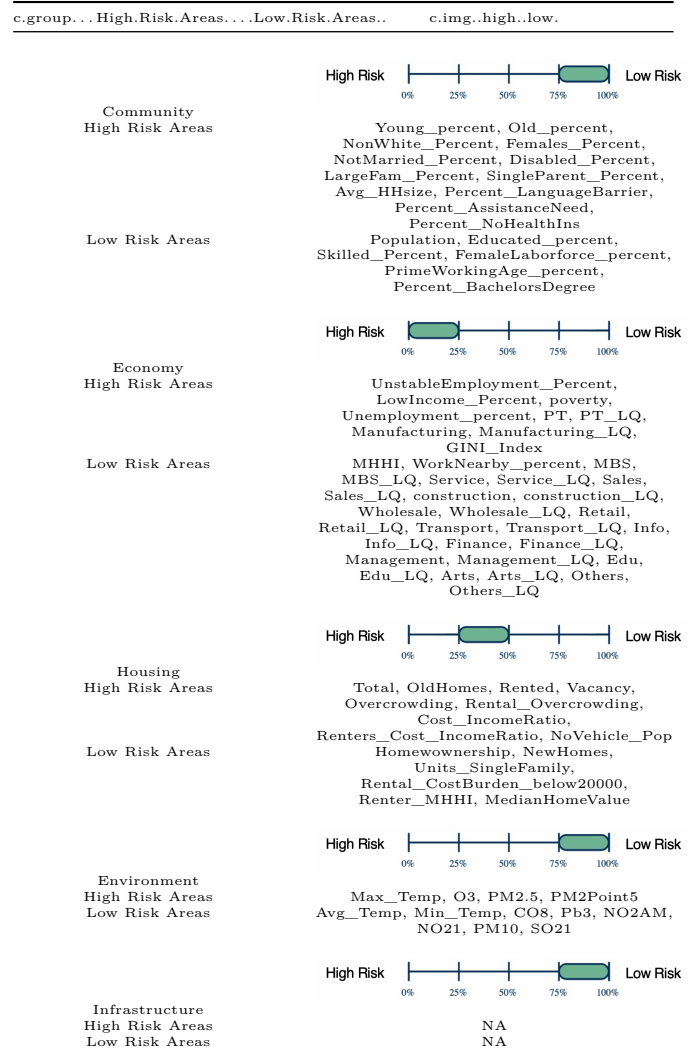 c.group...High.Risk.Areas....Low.Risk.Areas.. c.img..high..low.
High Risk Low Risk
0% 25% 50% 75% 100%
Community
High Risk Areas Young_percent, Old_percent,
NonWhite_Percent, Females_Percent,
NotMarried_Percent, Disabled_Percent,
LargeFam_Percent, SingleParent_Percent,
Avg_HHsize, Percent_LanguageBarrier,
Percent_AssistanceNeed,
Percent_NoHealthIns
Low Risk Areas Population, Educated_percent,
Skilled_Percent, FemaleLaborforce_percent,
PrimeWorkingAge_percent,
Percent_BachelorsDegree
High Risk Low Risk
0% 25% 50% 75% 100%
Economy
High Risk Areas UnstableEmployment_Percent,
LowIncome_Percent, poverty,
Unemployment_percent, PT, PT_LQ,
Manufacturing, Manufacturing_LQ,
GINI_Index
Low Risk Areas MHHI, WorkNearby_percent, MBS,
MBS_LQ, Service, Service_LQ, Sales,
Sales_LQ, construction, construction_LQ,
Wholesale, Wholesale_LQ, Retail,
Retail_LQ, Transport, Transport_LQ, Info,
Info_LQ, Finance, Finance_LQ,
Management, Management_LQ, Edu,
Edu_LQ, Arts, Arts_LQ, Others,
Others_LQ
High Risk Low Risk
0% 25% 50% 75% 100%
Housing
High Risk Areas Total, OldHomes, Rented, Vacancy,
Overcrowding, Rental_Overcrowding,
Cost_IncomeRatio,
Renters_Cost_IncomeRatio, NoVehicle_Pop
Low Risk Areas Homewownership, NewHomes,
Units_SingleFamily,
Rental_CostBurden_below20000,
Renter_MHHI, MedianHomeValue
High Risk Low Risk
0% 25% 50% 75% 100%
Environment
High Risk Areas Max_Temp, O3, PM2.5, PM2Point5
Low Risk Areas Avg_Temp, Min_Temp, CO8, Pb3, NO2AM,
NO21, PM10, SO21
High Risk Low Risk
0% 25% 50% 75% 100%
Infrastructure
High Risk Areas NA
Low Risk Areas NA